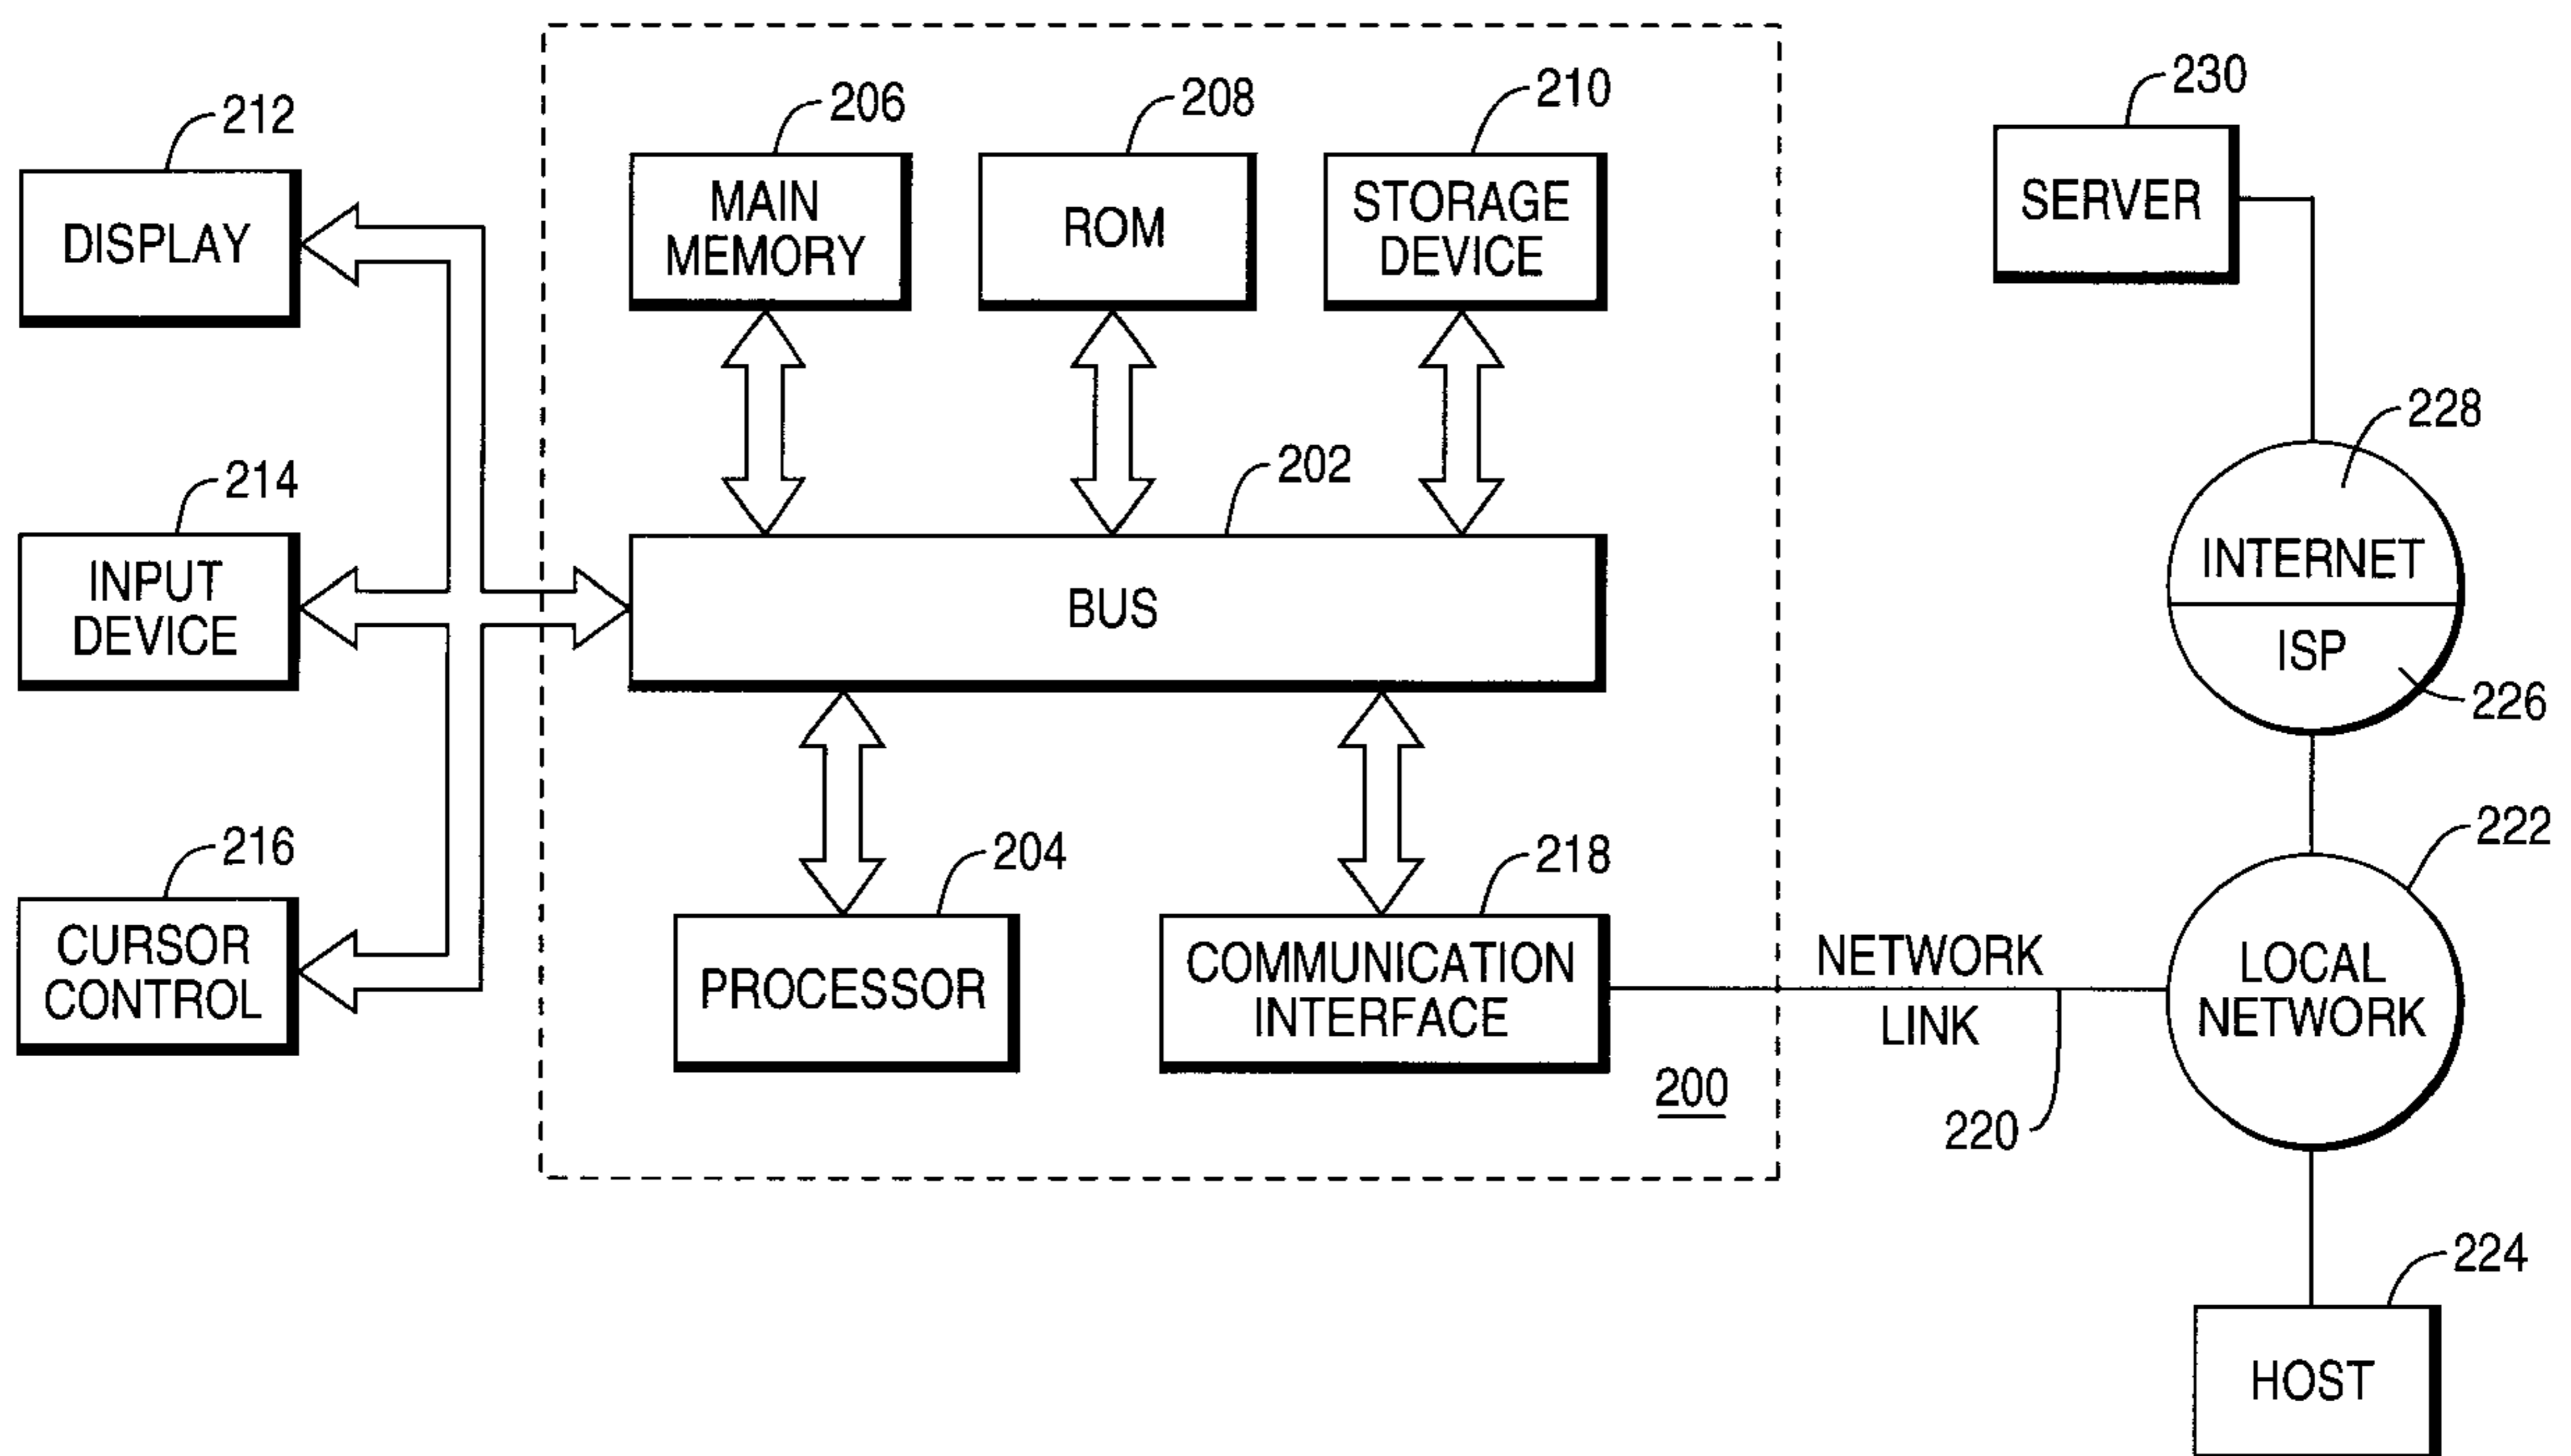 212
DISPLAY
214
INPUT
DEVICE
216
CURSOR
CONTROL
206
MAIN
MEMORY
208
ROM
210
STORAGE
DEVICE
202
BUS
204
PROCESSOR
218
COMMUNICATION
INTERFACE
200
NETWORK
LINK
220
230
SERVER
228
INTERNET
ISP
226
222
LOCAL
NETWORK
224
HOST